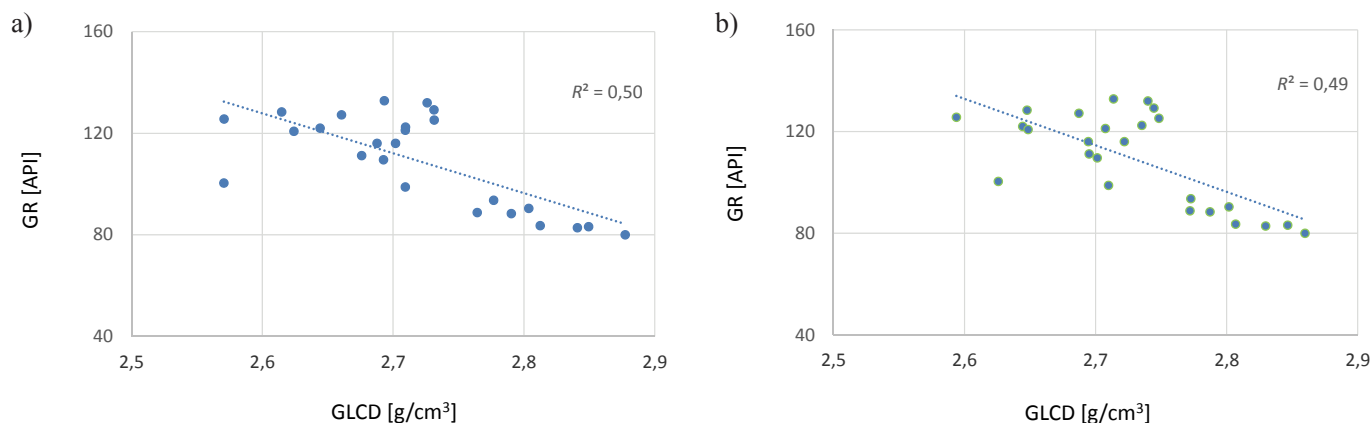 a)
160
120
80
40
GR [API]
R² = 0,50
2,5 2,6 2,7 2,8 2,9
GLCD [g/cm³]
b)
160
120
80
40
GR [API]
R² = 0,49
2,5 2,6 2,7 2,8 2,9
GLCD [g/cm³]